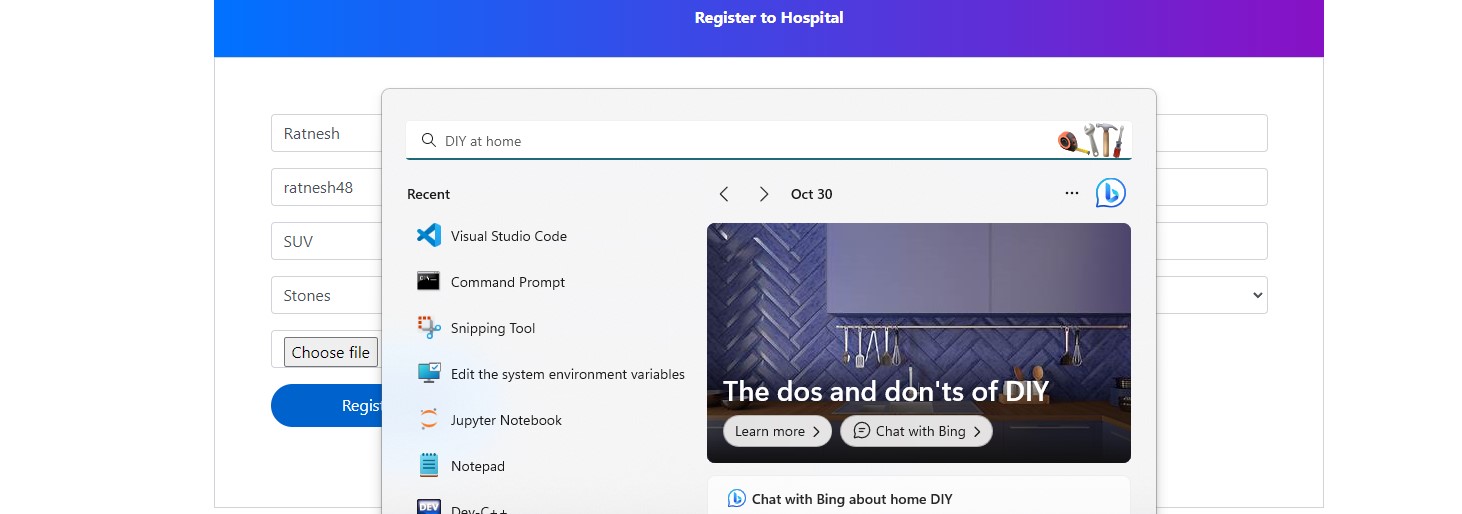 Register to Hospital
Ratnesh
ratnesh48
SUV
Stones
Choose file
DIY at home
Recent
Visual Studio Code
Command Prompt
Snipping Tool
Edit the system environment variables
Jupyter Notebook
Notepad
Dev-C++
Oct 30
The dos and don'ts of DIY
Learn more
Chat with Bing
Chat with Bing about home DIY